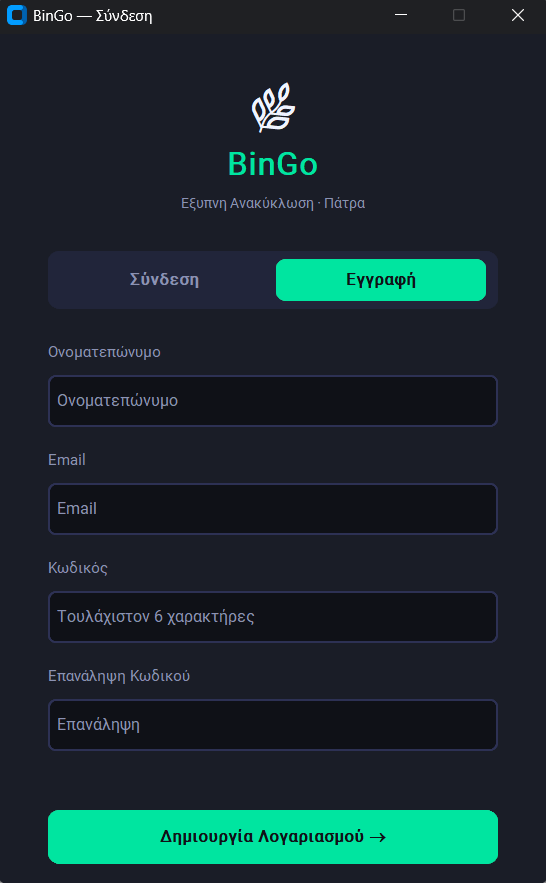 BinGo — Σύνδεση
BinGo
Εξυπνη Ανακύκλωση · Πάτρα
Σύνδεση Εγγραφή
Ονοματεπώνυμο
Ονοματεπώνυμο
Email
Email
Κωδικός
Τουλάχιστον 6 χαρακτήρες
Επανάληψη Κωδικού
Επανάληψη
Δημιουργία Λογαριασμού →